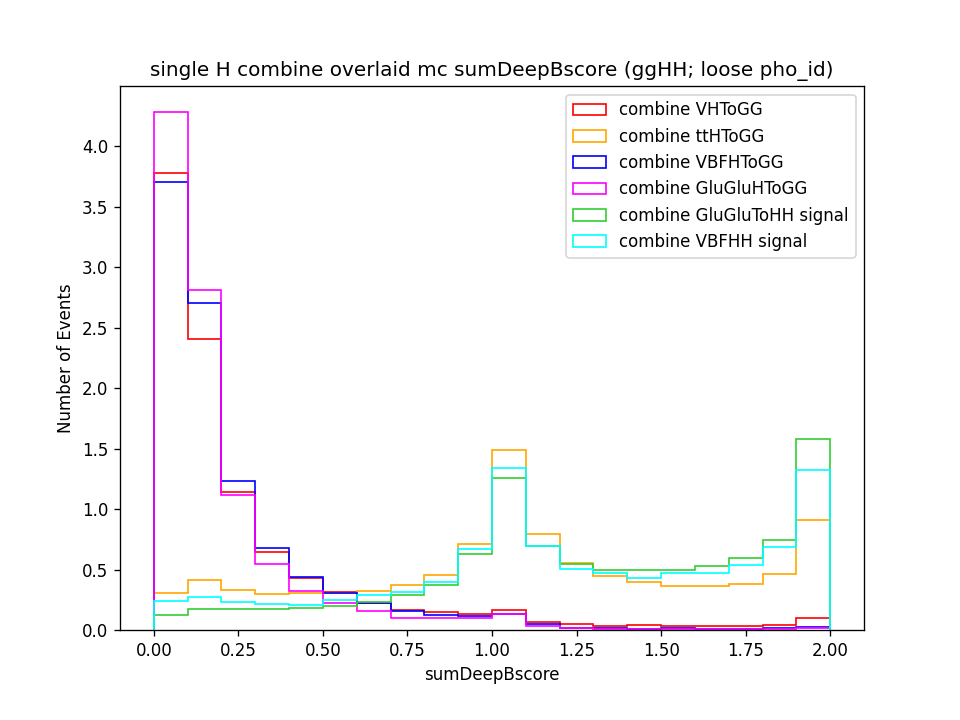 single H combine overlaid mc sumDeepBscore (ggHH; loose pho_id)
combine VHToGG
combine ttHToGG
combine VBFHToGG
combine GluGluHToGG
combine GluGluToHH signal
combine VBFHH signal
Number of Events
4.0
3.5
3.0
2.5
2.0
1.5
1.0
0.5
0.0
0.00 0.25 0.50 0.75 1.00 1.25 1.50 1.75 2.00
sumDeepBscore